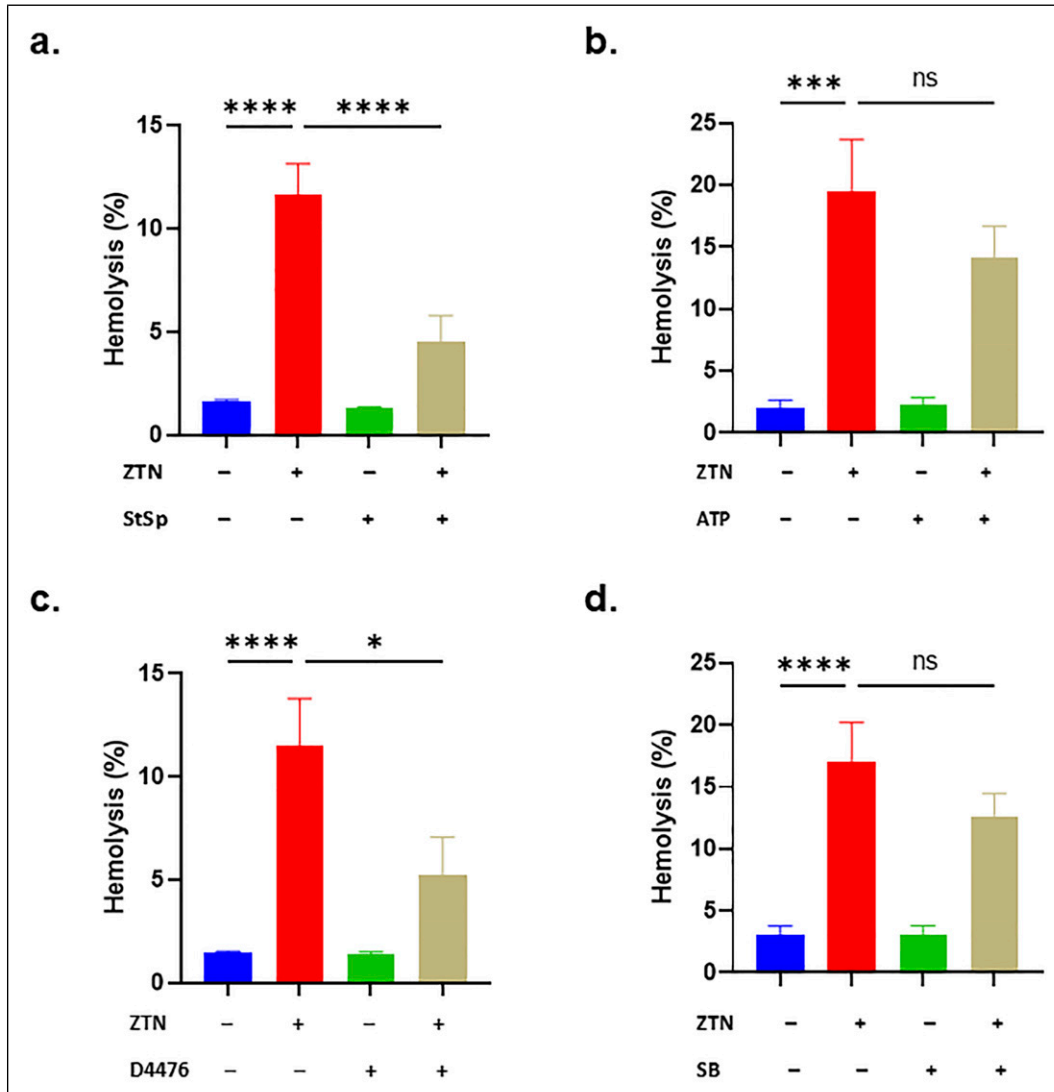 a.
**** ****
15
10
5
0
Hemolysis (%)
ZTN − + − +
StSp − − + +
b.
*** ns
25
20
15
10
5
0
Hemolysis (%)
ZTN − + − +
ATP − − + +
c.
**** *
15
10
5
0
Hemolysis (%)
ZTN − + − +
D4476 − − + +
d.
**** ns
25
20
15
10
5
0
Hemolysis (%)
ZTN − + − +
SB − − + +